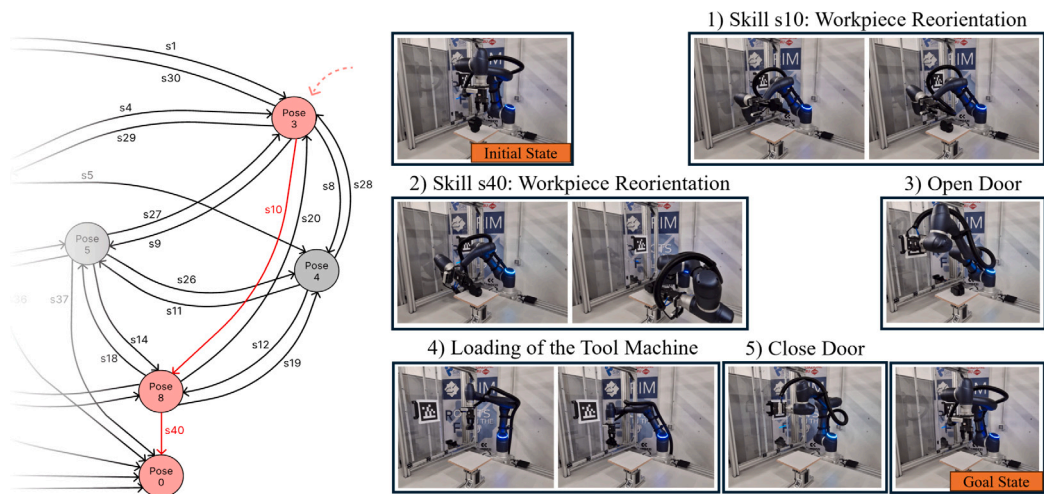 s1
s30
s4
s29
Pose
3
s5
s8
s28
s10
s20
s27
s9
Pose
5
Pose
4
s26
s11
s37
s14
s18
s12
s19
Pose
8
s40
Pose
0
Initial State
1) Skill s10: Workpiece Reorientation
2) Skill s40: Workpiece Reorientation
3) Open Door
4) Loading of the Tool Machine
5) Close Door
Goal State